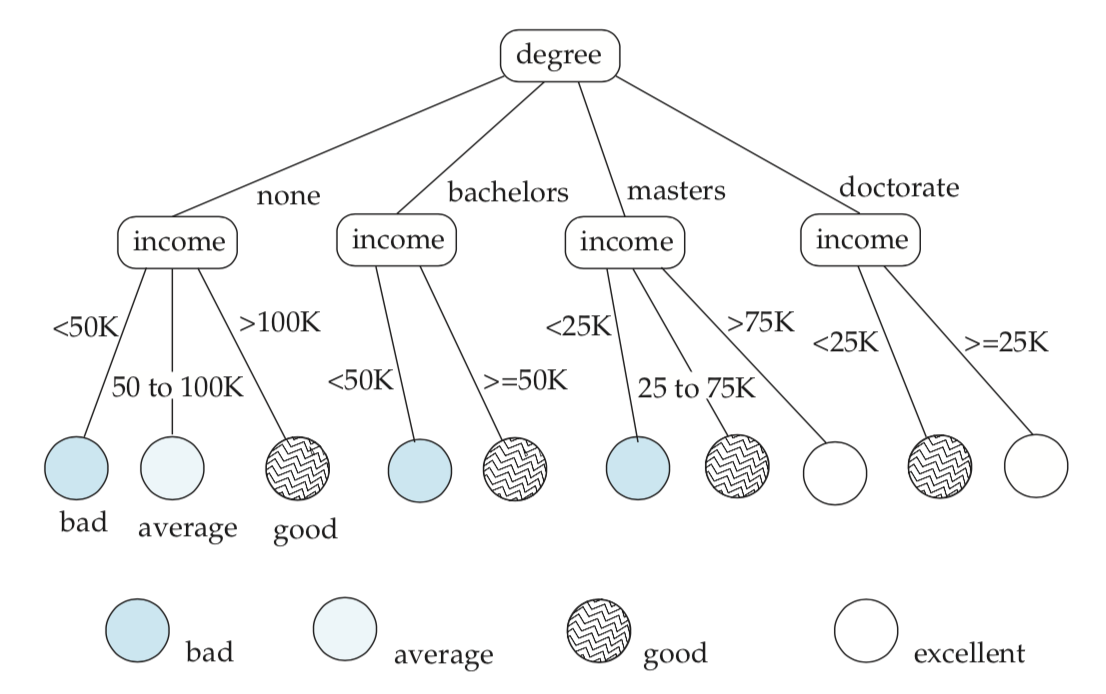 degree
none
bachelors
masters
doctorate
income
income
income
income
<50K
50 to 100K
>100K
<50K
>=50K
<25K
25 to 75K
>75K
<25K
>=25K
bad
average
good
bad
average
good
excellent